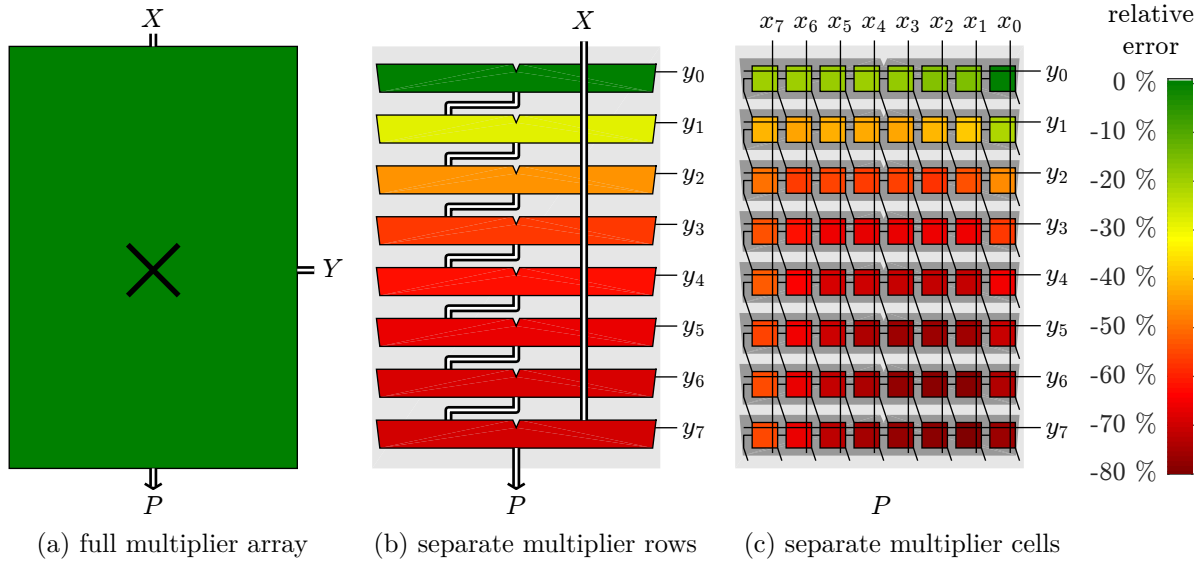 X
X
x₇ x₆ x₅ x₄ x₃ x₂ x₁ x₀
relative
error
y₀
y₁
y₂
y₃
y₄
y₅
y₆
y₇
Y
y₀
y₁
y₂
y₃
y₄
y₅
y₆
y₇
0 %
-10 %
-20 %
-30 %
-40 %
-50 %
-60 %
-70 %
-80 %
P
P
P
(a) full multiplier array
(b) separate multiplier rows
(c) separate multiplier cells